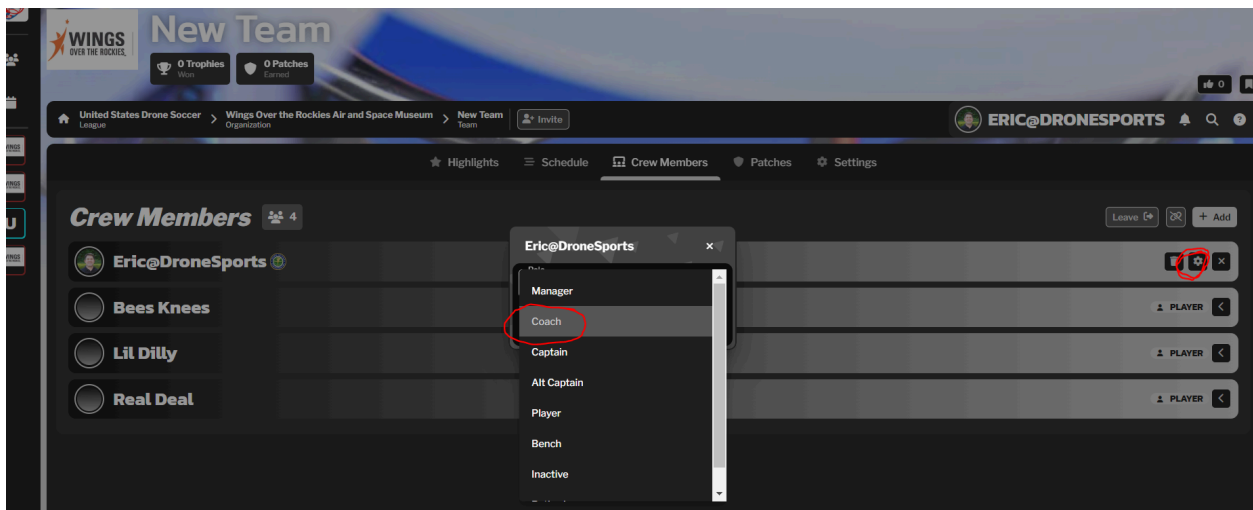 WINGS
OVER THE ROCKIES
New Team
0 Trophies
Won
0 Patches
Earned
0
United States Drone Soccer
League
Wings Over the Rockies Air and Space Museum
Organization
New Team
Team
Invite
ERIC@DRONESPORTS
Highlights
Schedule
Crew Members
Patches
Settings
Crew Members
4
Leave
+ Add
Eric@DroneSports
Eric@DroneSports
×
Role
Manager
Coach
Captain
Alt Captain
Player
Bench
Inactive
Bees Knees
PLAYER
Lil Dilly
PLAYER
Real Deal
PLAYER
U